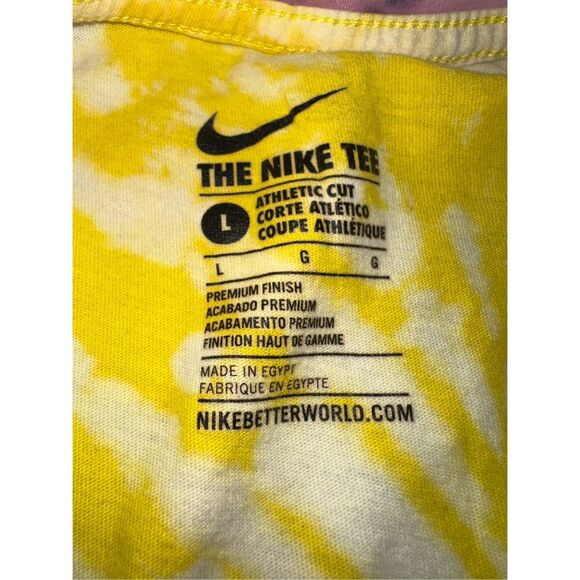 THE NIKE TEE
L
ATHLETIC CUT
CORTE ATLÉTICO
COUPE ATHLÉTIQUE
L G G
PREMIUM FINISH
ACABADO PREMIUM
ACABAMENTO PREMIUM
FINITION HAUT DE GAMME
MADE IN EGYPT
FABRIQUE EN EGYPTE
NIKEBETTERWORLD.COM